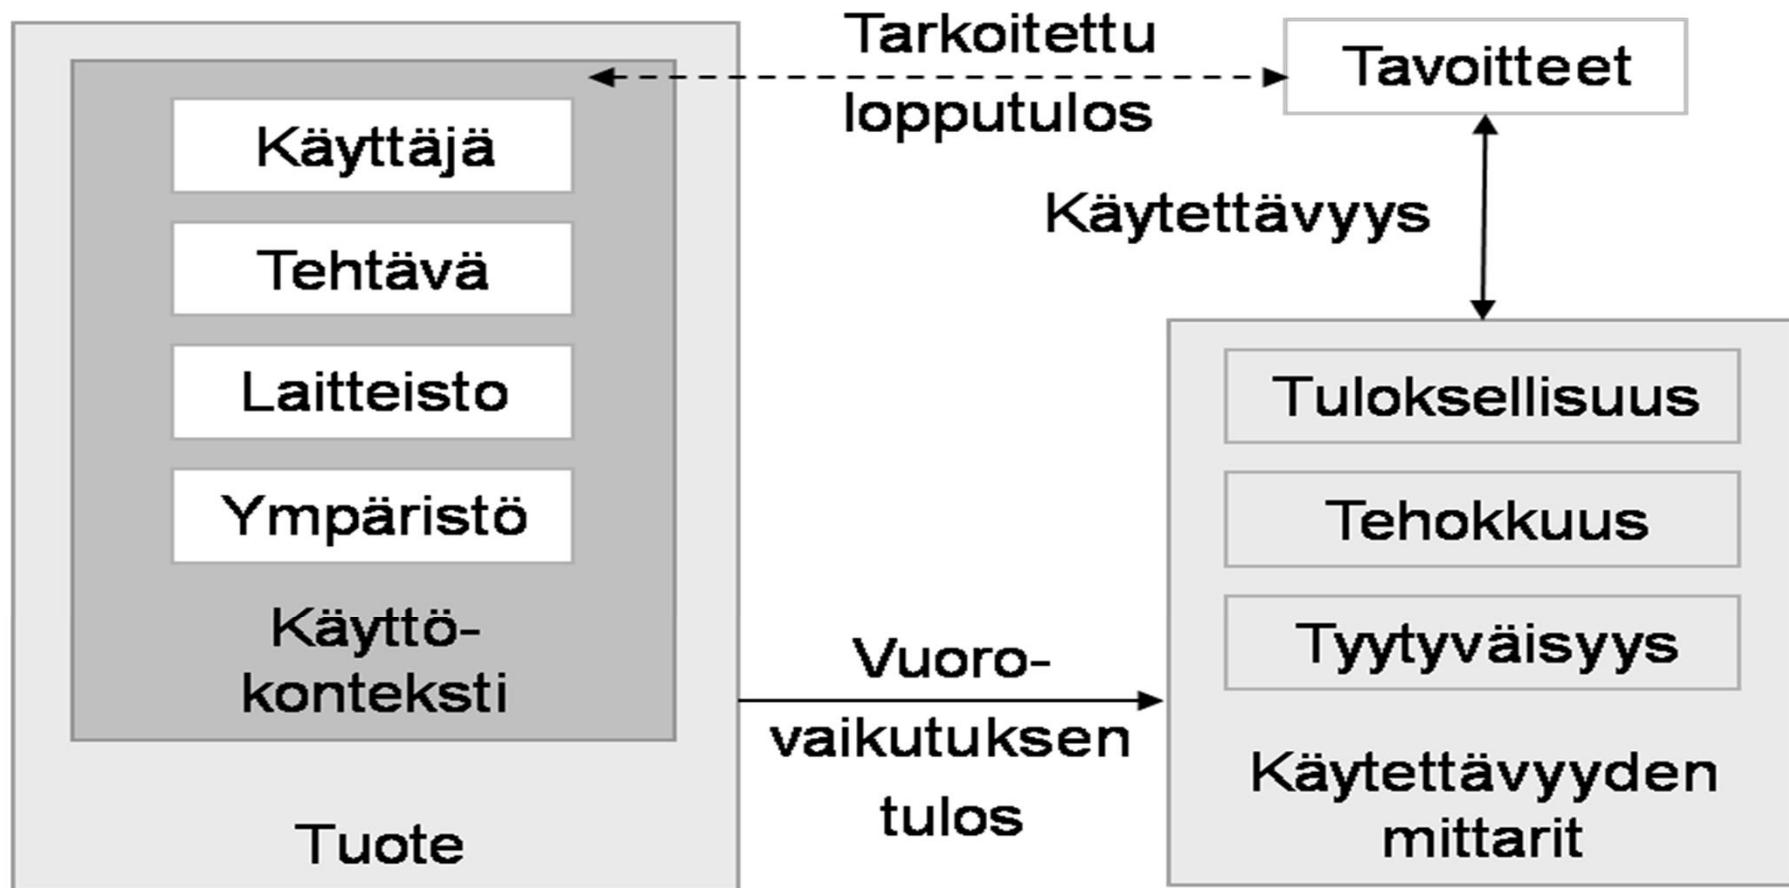 Käyttäjä
Tehtävä
Laitteisto
Ympäristö
Käyttö-
konteksti
Tuote
Tarkoitettu
lopputulos
Tavoitteet
Käytettävyys
Vuoro-
vaikutuksen
tulos
Tuloksellisuus
Tehokkuus
Tyytyväisyys
Käytettävyyden
mittarit